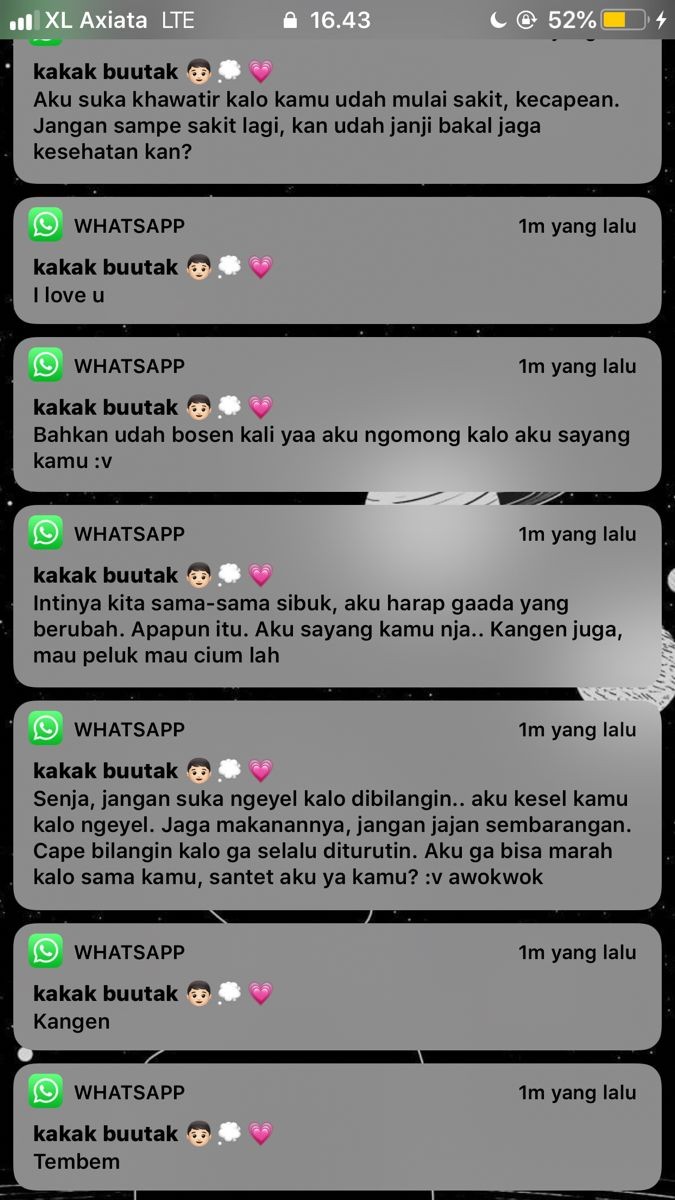 XL Axiata LTE 16.43 52%
kakak buutak 👦🏻💭💗
Aku suka khawatir kalo kamu udah mulai sakit, kecapean.
Jangan sampe sakit lagi, kan udah janji bakal jaga
kesehatan kan?
WHATSAPP 1m yang lalu
kakak buutak 👦🏻💭💗
I love u
WHATSAPP 1m yang lalu
kakak buutak 👦🏻💭💗
Bahkan udah bosen kali yaa aku ngomong kalo aku sayang
kamu :v
WHATSAPP 1m yang lalu
kakak buutak 👦🏻💭💗
Intinya kita sama-sama sibuk, aku harap gaada yang
berubah. Apapun itu. Aku sayang kamu nja.. Kangen juga,
mau peluk mau cium lah
WHATSAPP 1m yang lalu
kakak buutak 👦🏻💭💗
Senja, jangan suka ngeyel kalo dibilangin.. aku kesel kamu
kalo ngeyel. Jaga makanannya, jangan jajan sembarangan.
Cape bilangin kalo ga selalu diturutin. Aku ga bisa marah
kalo sama kamu, santet aku ya kamu? :v awokwok
WHATSAPP 1m yang lalu
kakak buutak 👦🏻💭💗
Kangen
WHATSAPP 1m yang lalu
kakak buutak 👦🏻💭💗
Tembem